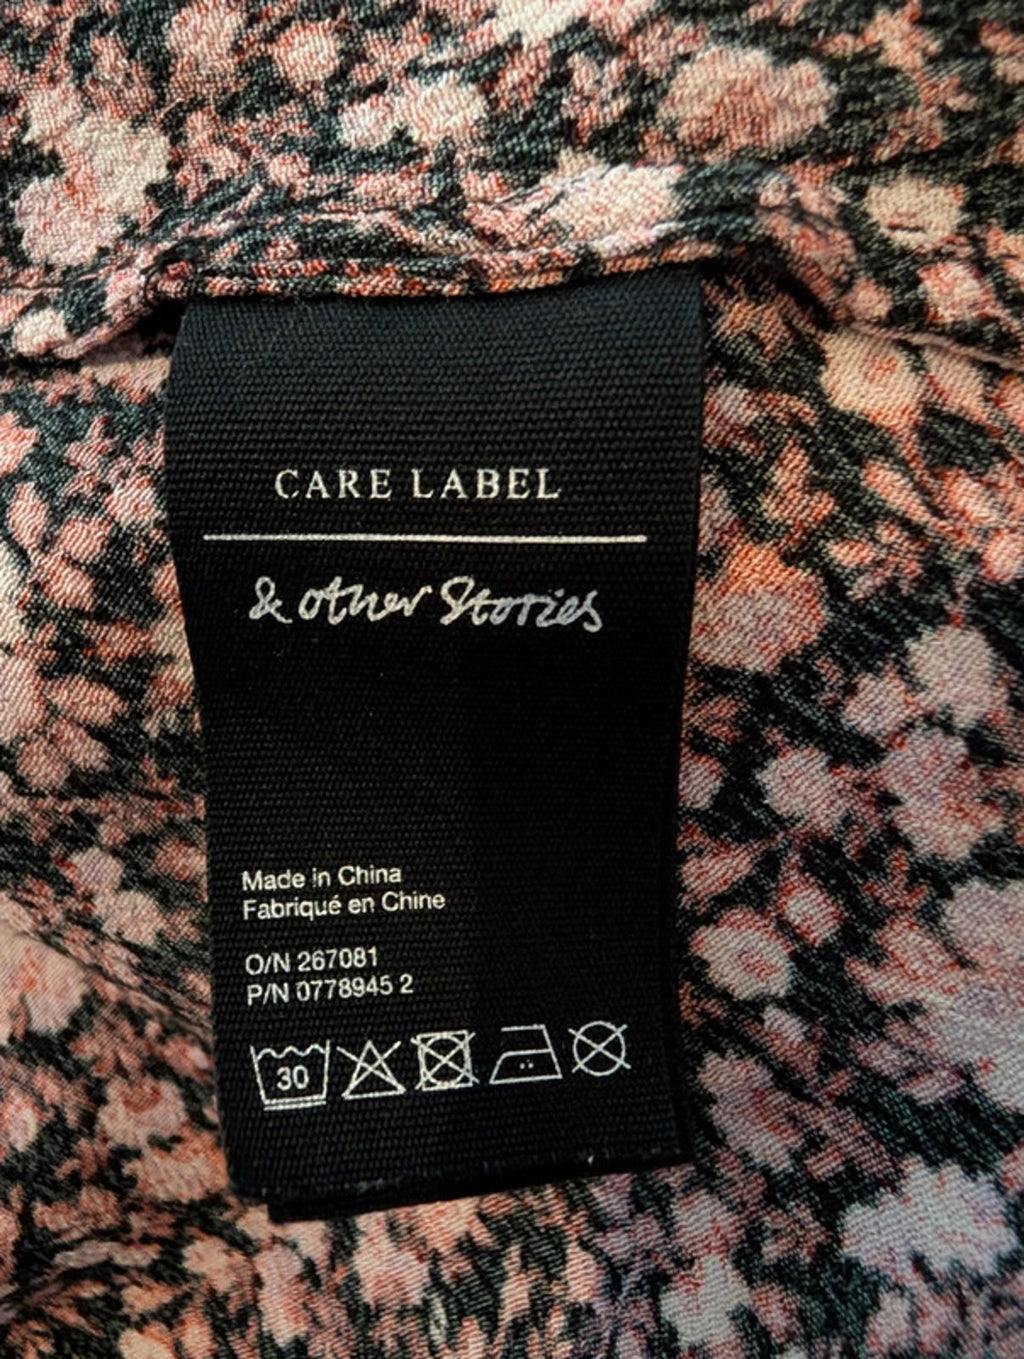 CARE LABEL
& other Stories
Made in China
Fabriqué en Chine
O/N 267081
P/N 0778945 2
30